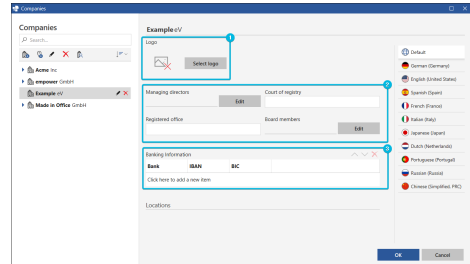 Companies
Companies
Search...
Acme Inc
empower GmbH
Example eV
Made in Office GmbH
Example eV
Logo
1
Select logo
2
Managing directors
Court of registry
Edit
Registered office
Board members
Edit
3
Banking Information
Bank IBAN BIC
Click here to add a new item
Locations
Default
German (Germany)
English (United States)
Spanish (Spain)
French (France)
Italian (Italy)
Japanese (Japan)
Dutch (Netherlands)
Portuguese (Portugal)
Russian (Russia)
Chinese (Simplified, PRC)
OK Cancel